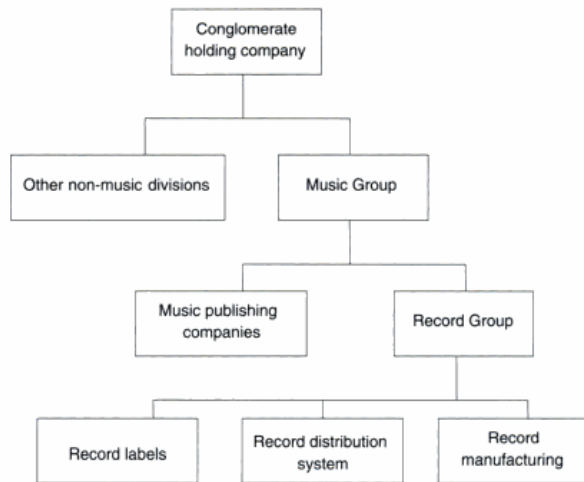 Conglomerate
holding company
Other non-music divisions
Music Group
Music publishing
companies
Record Group
Record labels
Record distribution
system
Record
manufacturing